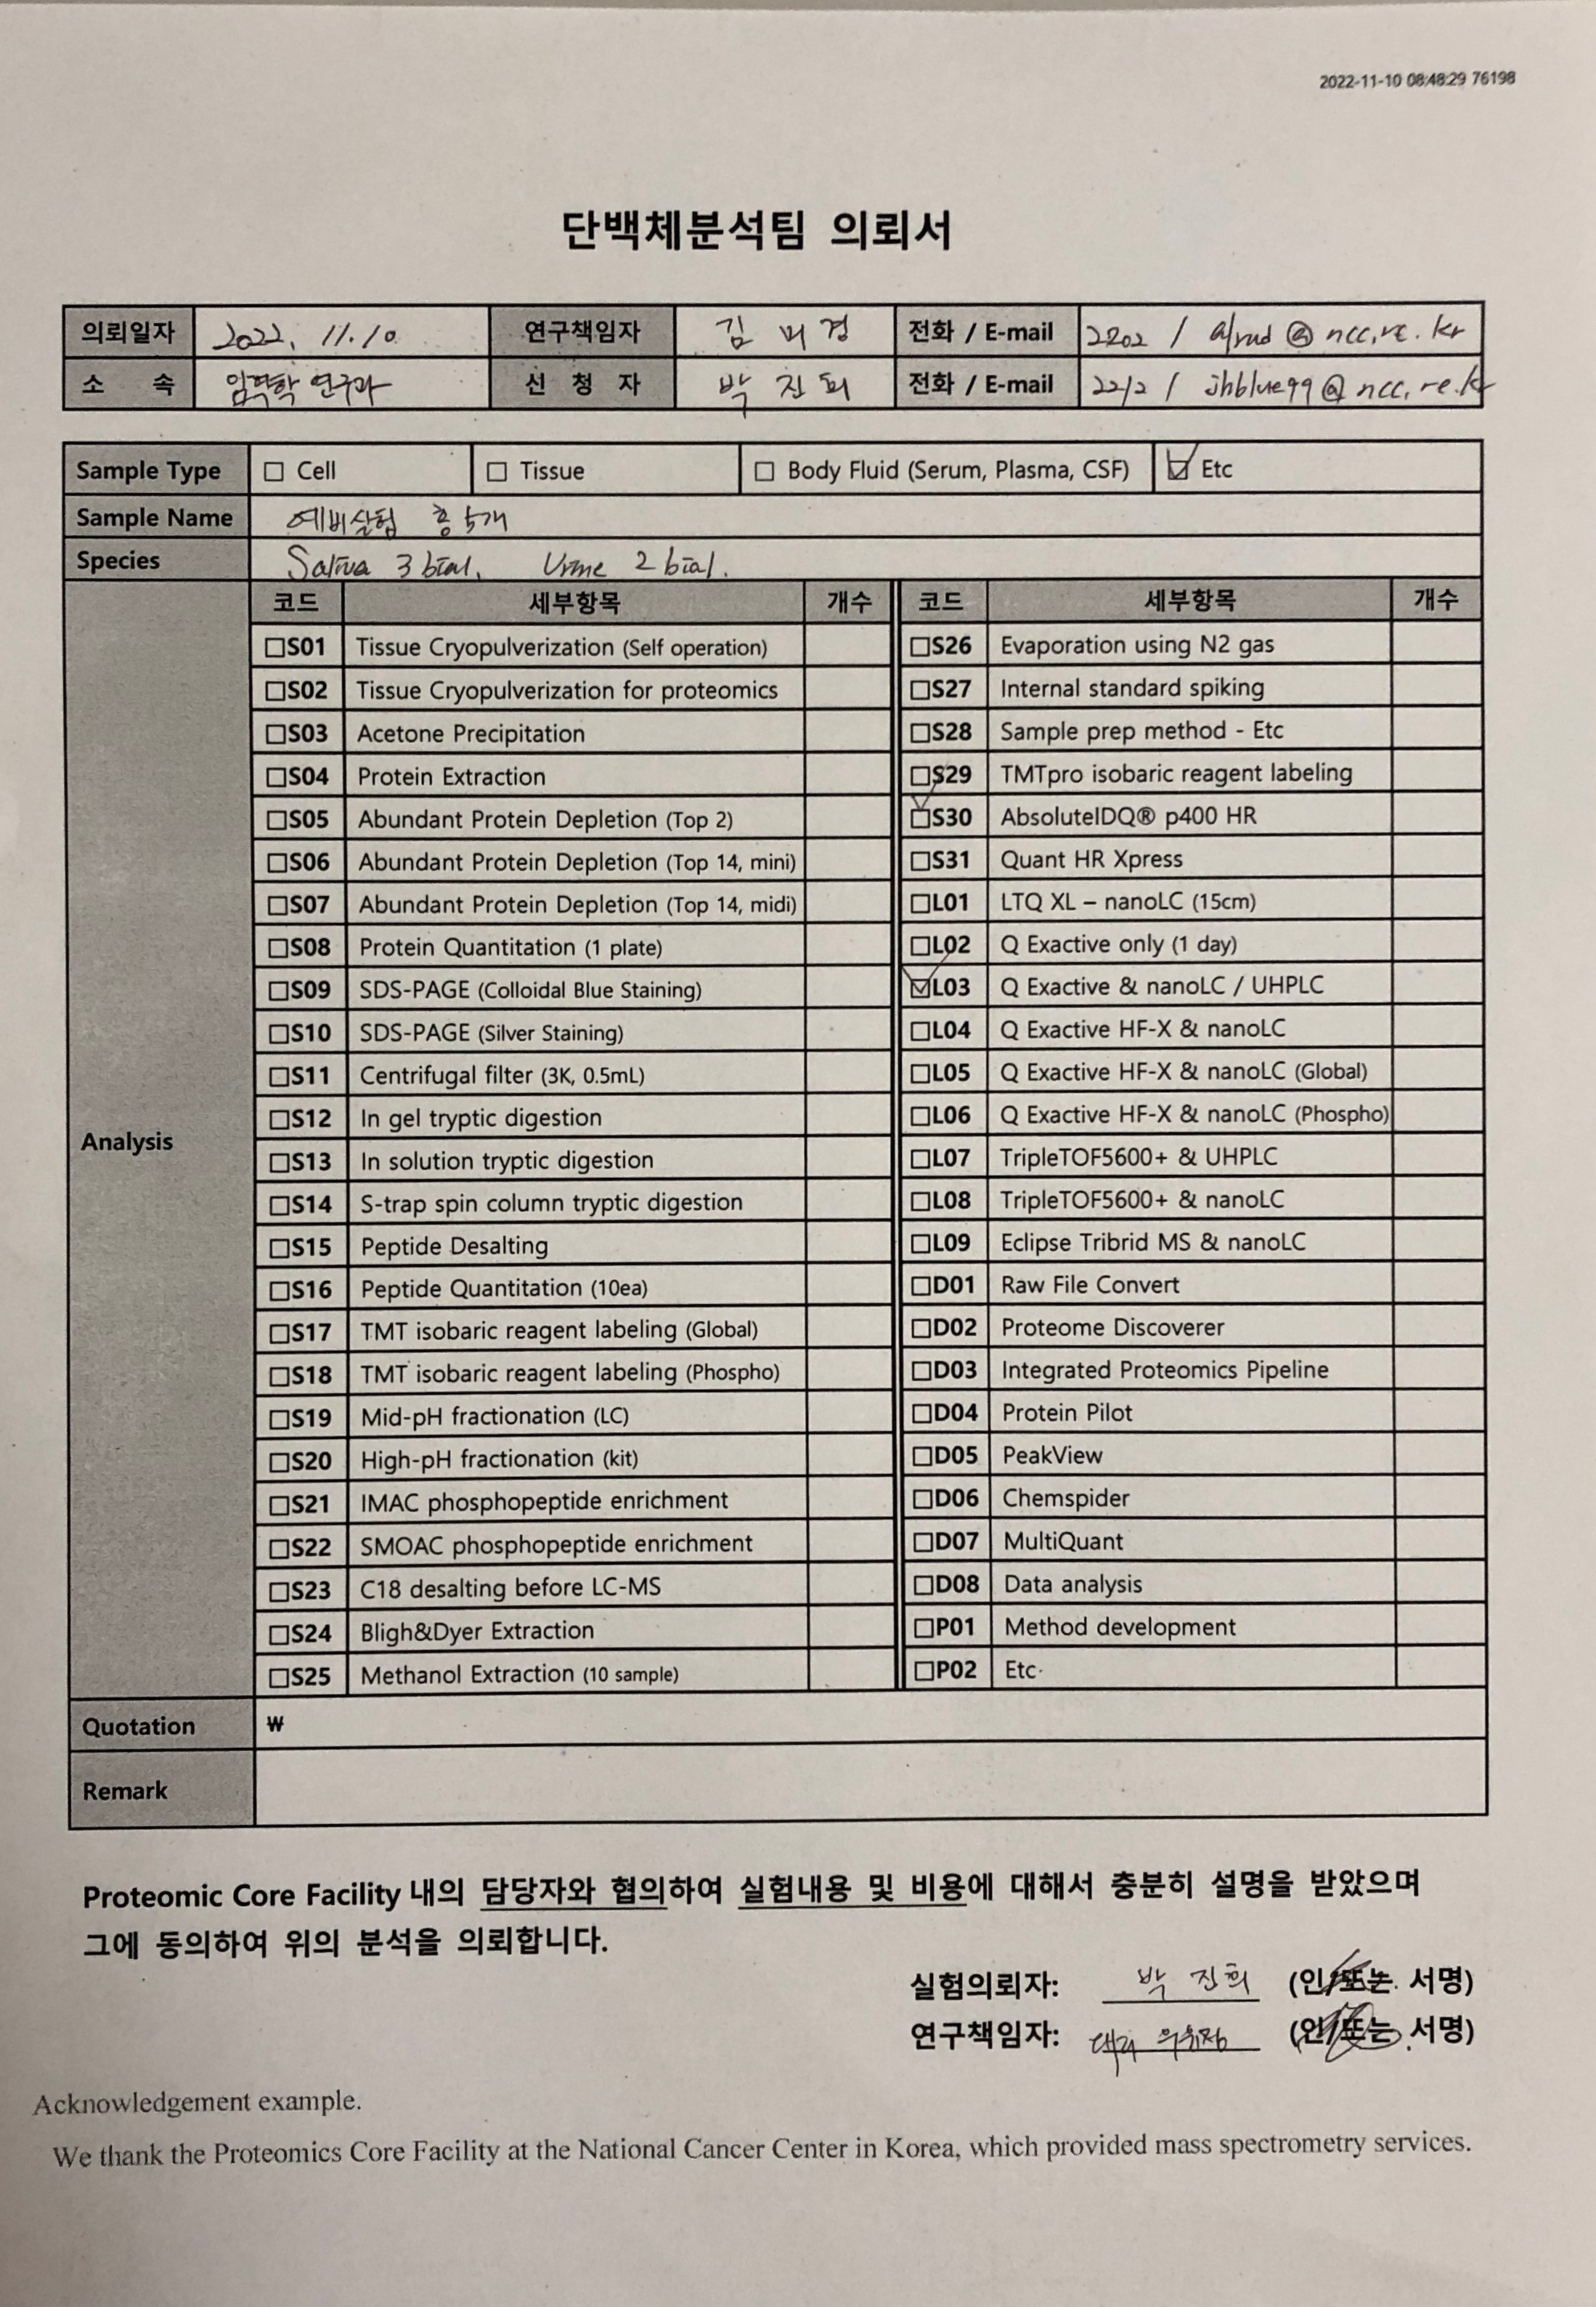 2022-11-10 08:48:29 76198
단백체분석팀 의뢰서
의뢰일자 2022. 11. 10 연구책임자 김 미 경 전화 / E-mail 2202 / @ncc.re.kr
소 속 암역학 연구과 신 청 자 박 진 희 전화 / E-mail 2212 / jhblue99@ncc.re.kr
Sample Type □ Cell □ Tissue □ Body Fluid (Serum, Plasma, CSF) ☑ Etc
Sample Name 예비실험 총 5개
Species 3 bial. Urine 2 bial.
Analysis
코드 세부항목 개수 코드 세부항목 개수
□S01 Tissue Cryopulverization (Self operation) □S26 Evaporation using N2 gas
□S02 Tissue Cryopulverization for proteomics □S27 Internal standard spiking
□S03 Acetone Precipitation □S28 Sample prep method - Etc
□S04 Protein Extraction □S29 TMTpro isobaric reagent labeling
□S05 Abundant Protein Depletion (Top 2) ☑S30 AbsoluteIDQ® p400 HR
□S06 Abundant Protein Depletion (Top 14, mini) □S31 Quant HR Xpress
□S07 Abundant Protein Depletion (Top 14, midi) □L01 LTQ XL – nanoLC (15cm)
□S08 Protein Quantitation (1 plate) □L02 Q Exactive only (1 day)
□S09 SDS-PAGE (Colloidal Blue Staining) ☑L03 Q Exactive & nanoLC / UHPLC
□S10 SDS-PAGE (Silver Staining) □L04 Q Exactive HF-X & nanoLC
□S11 Centrifugal filter (3K, 0.5mL) □L05 Q Exactive HF-X & nanoLC (Global)
□S12 In gel tryptic digestion □L06 Q Exactive HF-X & nanoLC (Phospho)
□S13 In solution tryptic digestion □L07 TripleTOF5600+ & UHPLC
□S14 S-trap spin column tryptic digestion □L08 TripleTOF5600+ & nanoLC
□S15 Peptide Desalting □L09 Eclipse Tribrid MS & nanoLC
□S16 Peptide Quantitation (10ea) □D01 Raw File Convert
□S17 TMT isobaric reagent labeling (Global) □D02 Proteome Discoverer
□S18 TMT isobaric reagent labeling (Phospho) □D03 Integrated Proteomics Pipeline
□S19 Mid-pH fractionation (LC) □D04 Protein Pilot
□S20 High-pH fractionation (kit) □D05 PeakView
□S21 IMAC phosphopeptide enrichment □D06 Chemspider
□S22 SMOAC phosphopeptide enrichment □D07 MultiQuant
□S23 C18 desalting before LC-MS □D08 Data analysis
□S24 Bligh&Dyer Extraction □P01 Method development
□S25 Methanol Extraction (10 sample) □P02 Etc
Quotation ₩
Remark
Proteomic Core Facility 내의 담당자와 협의하여 실험내용 및 비용에 대해서 충분히 설명을 받았으며
그에 동의하여 위의 분석을 의뢰합니다.
실험의뢰자: 박 진희 (인/또는 서명)
연구책임자: 대리 (인/또는 서명)
Acknowledgement example.
We thank the Proteomics Core Facility at the National Cancer Center in Korea, which provided mass spectrometry services.